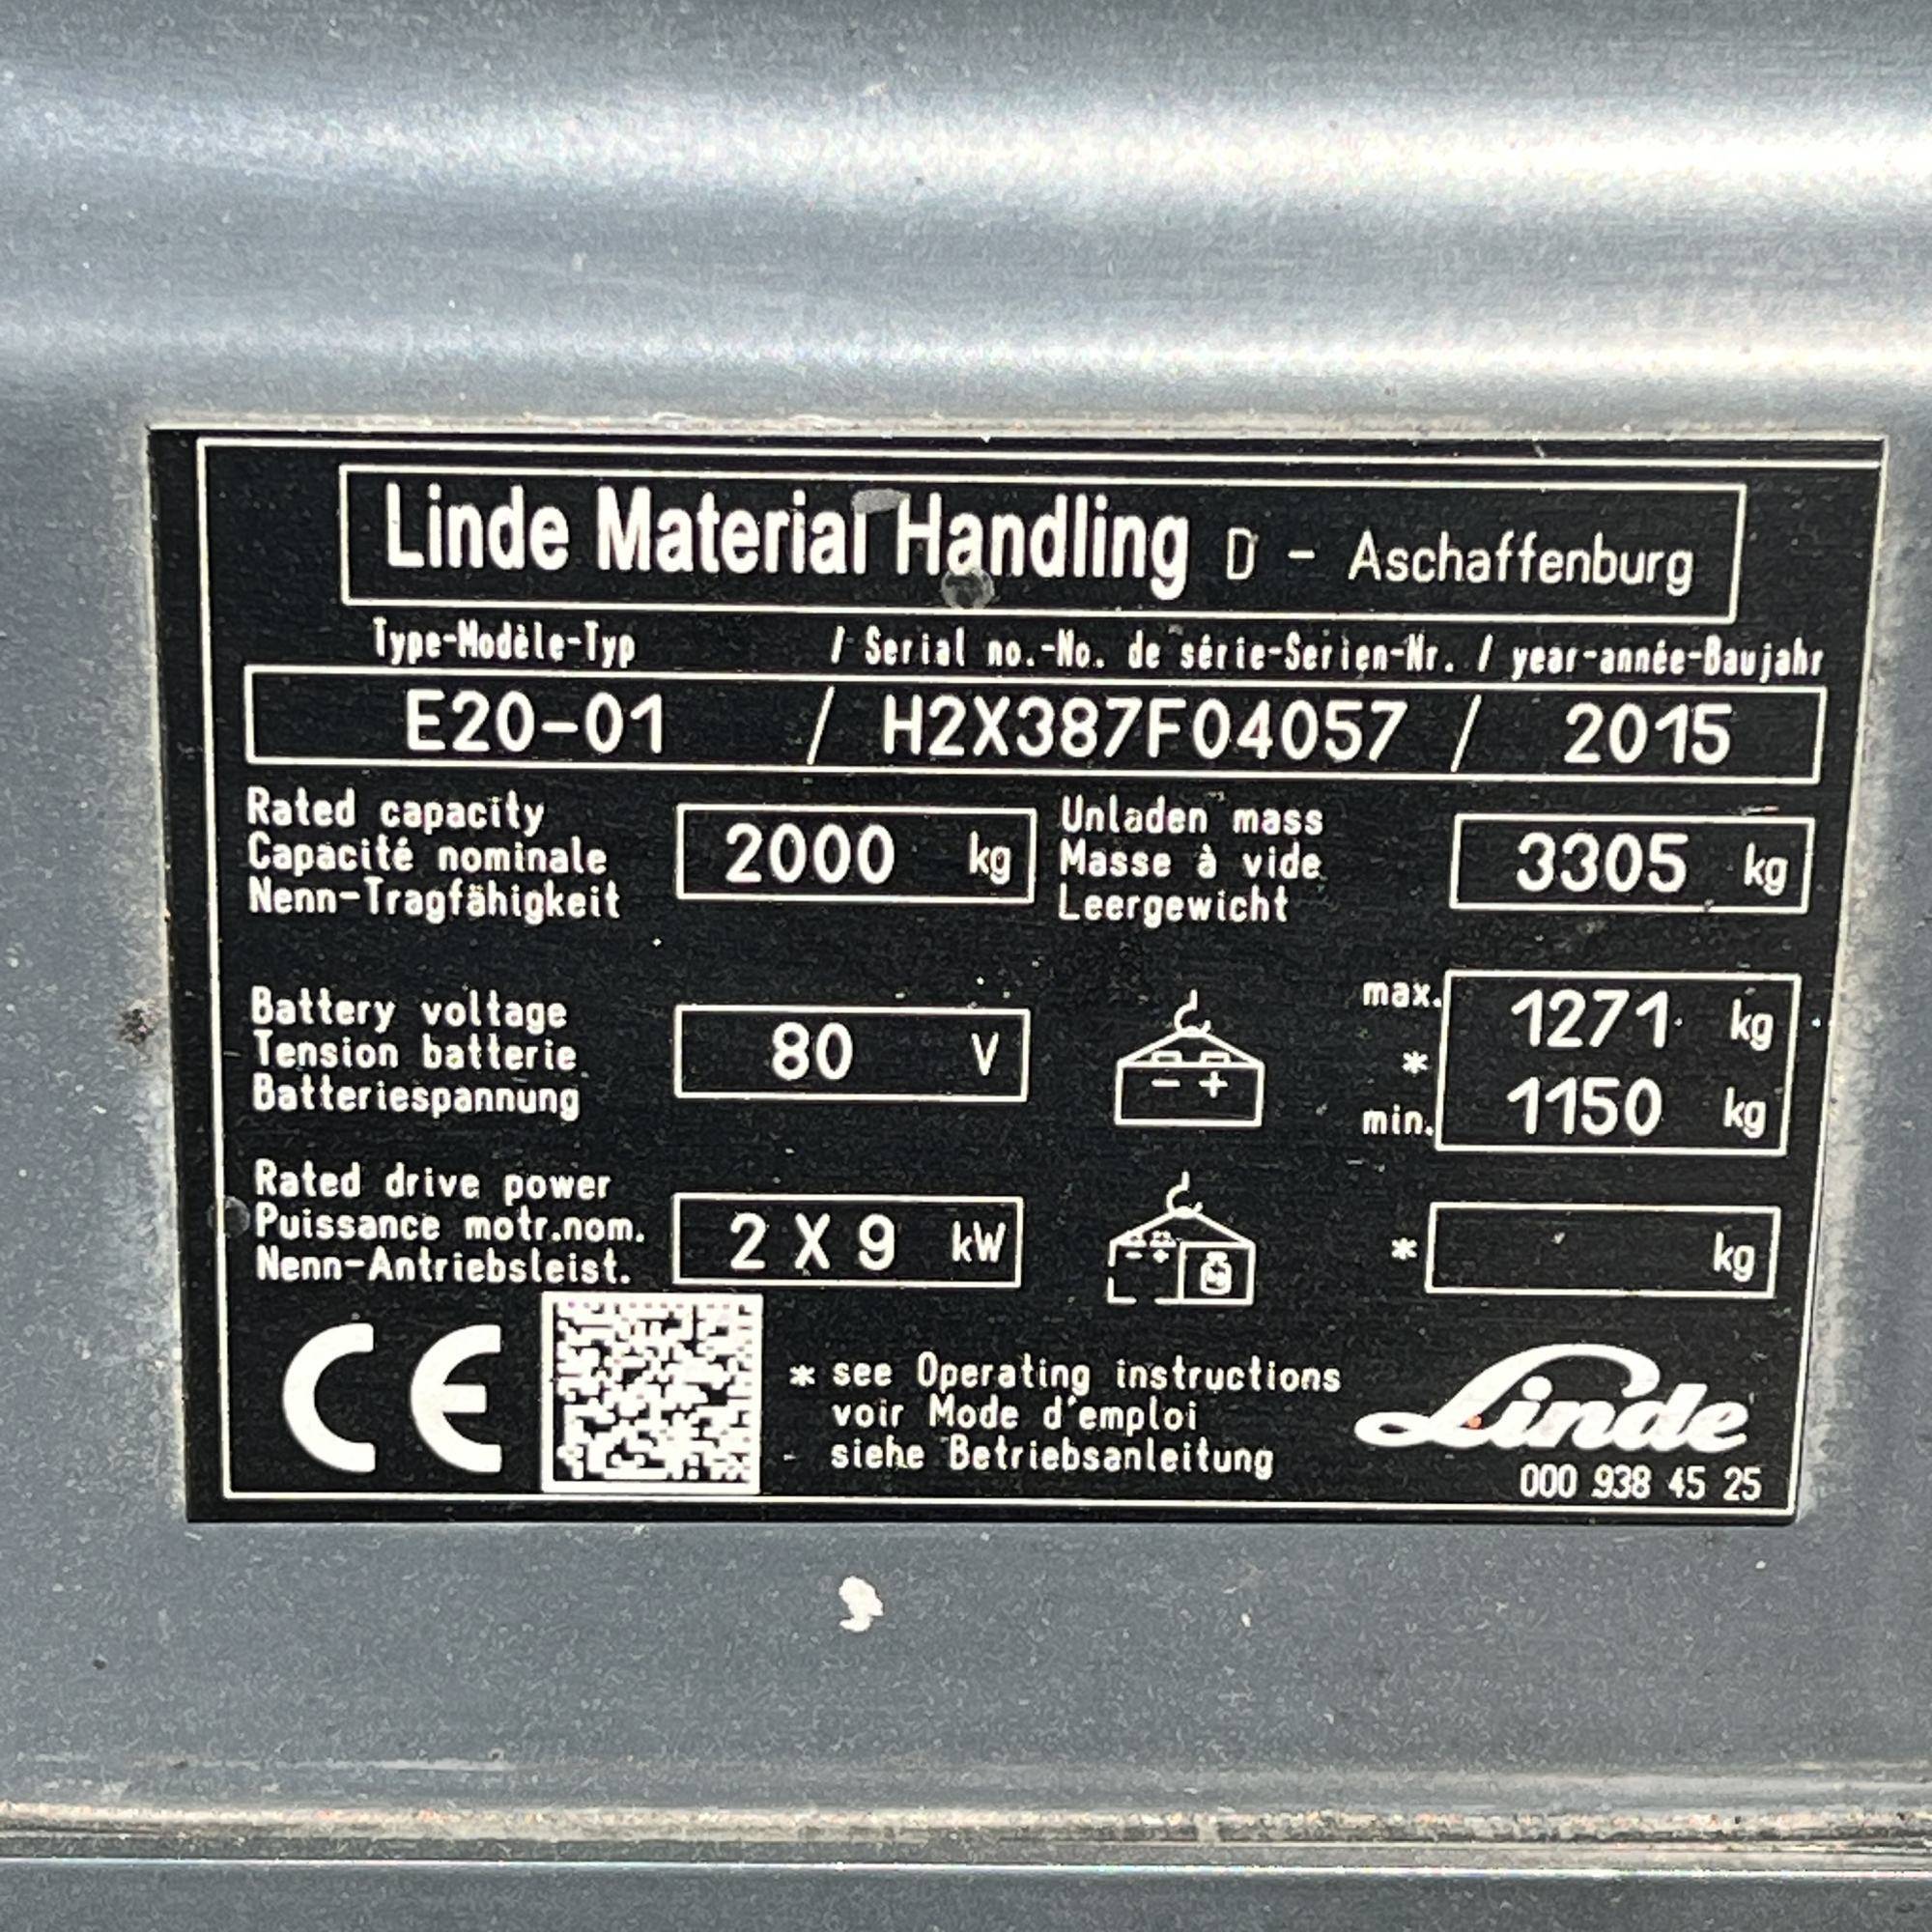 Linde Material Handling D - Aschaffenburg
Type-Modèle-Typ / Serial no.-No. de série-Serien-Nr. / year-année-Baujahr
E20-01 / H2X387F04057 / 2015
Rated capacity
Capacité nominale
Nenn-Tragfähigkeit
2000 kg
Unladen mass
Masse à vide
Leergewicht
3305 kg
Battery voltage
Tension batterie
Batteriespannung
80 V
- +
max. 1271 kg
*
min. 1150 kg
Rated drive power
Puissance motr.nom.
Nenn-Antriebsleist.
2 X 9 kW
- +
kg
* kg
CE
* see Operating instructions
voir Mode d'emploi
siehe Betriebsanleitung
Linde
000 938 45 25